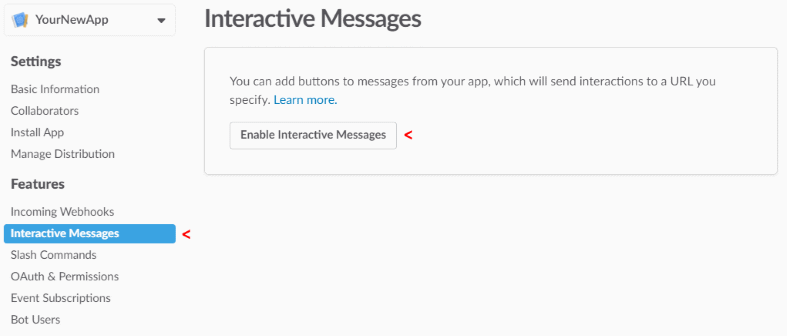 YourNewApp
Settings
Basic Information
Collaborators
Install App
Manage Distribution
Features
Incoming Webhooks
Interactive Messages
Slash Commands
OAuth & Permissions
Event Subscriptions
Bot Users
Interactive Messages
You can add buttons to messages from your app, which will send interactions to a URL you
specify. Learn more.
Enable Interactive Messages